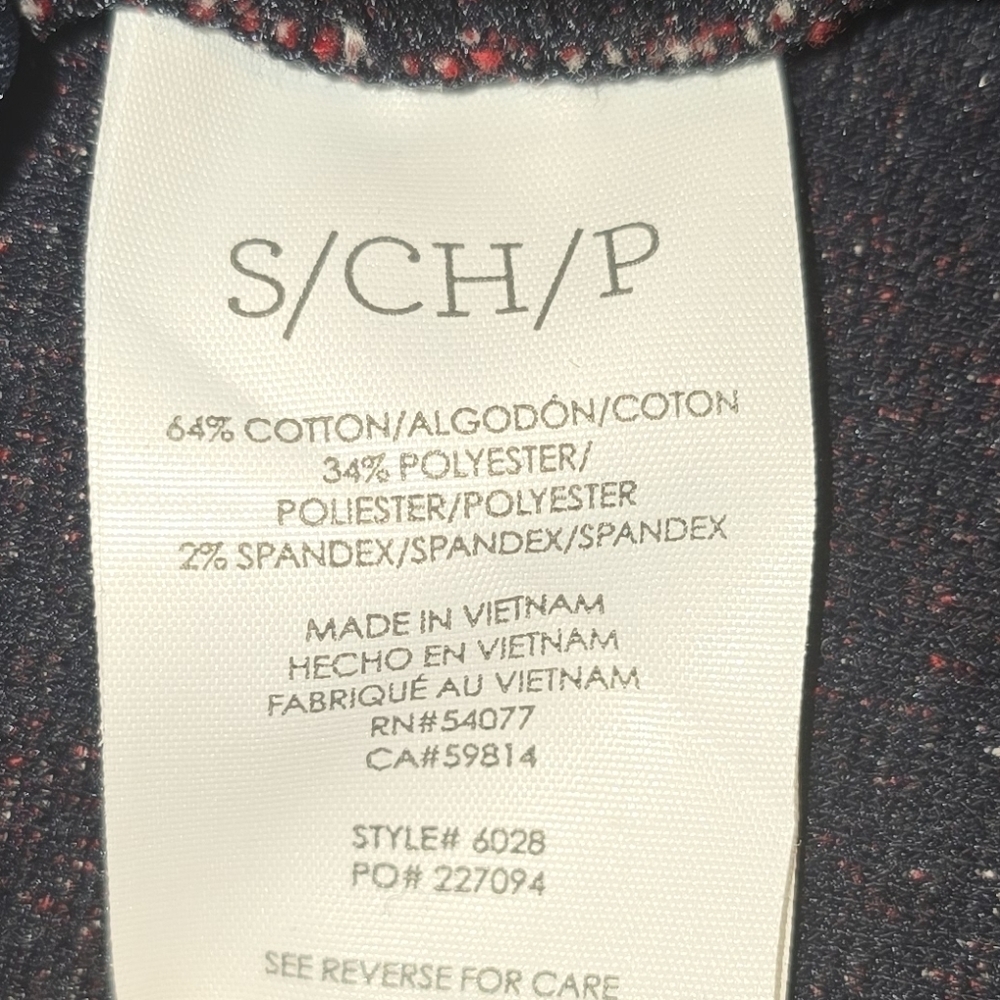 S/CH/P
64% COTTON/ALGODÓN/COTON
34% POLYESTER/
POLIESTER/POLYESTER
2% SPANDEX/SPANDEX/SPANDEX
MADE IN VIETNAM
HECHO EN VIETNAM
FABRIQUÉ AU VIETNAM
RN#54077
CA#59814
STYLE# 6028
PO# 227094
SEE REVERSE FOR CARE